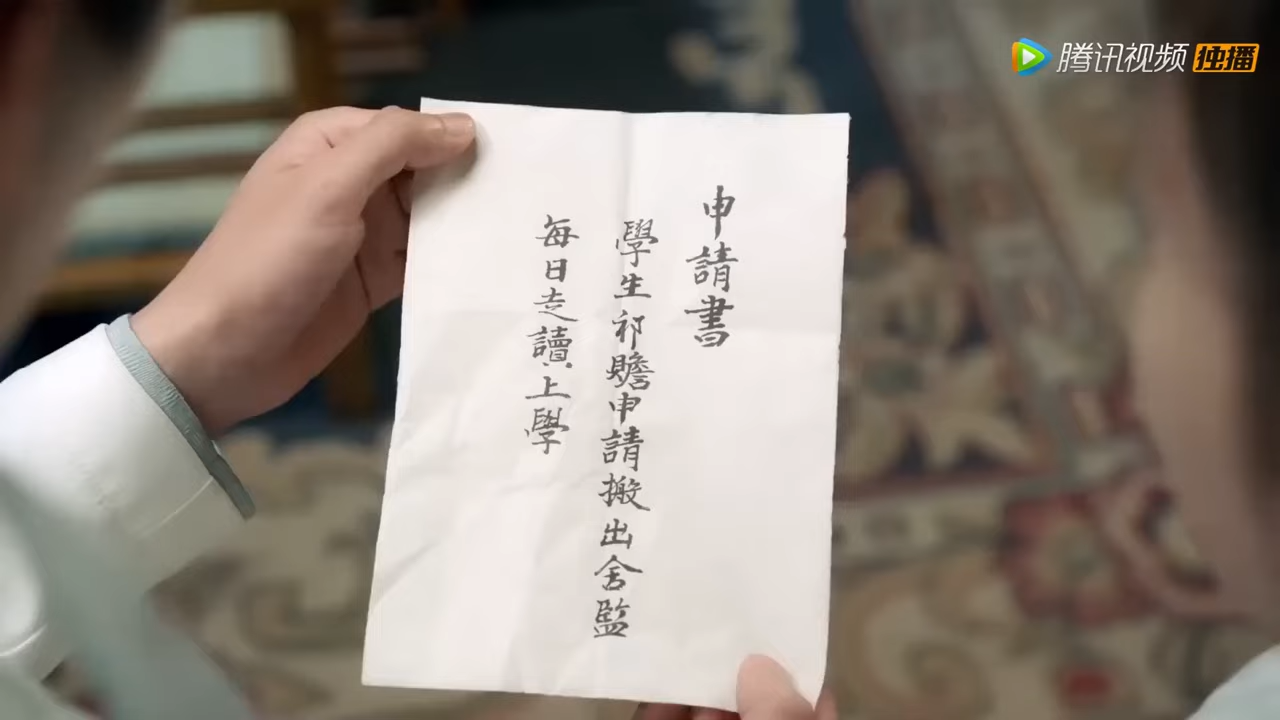 申請書
學生祁贍申請搬出舍監
每日走讀上學
腾讯视频 独播